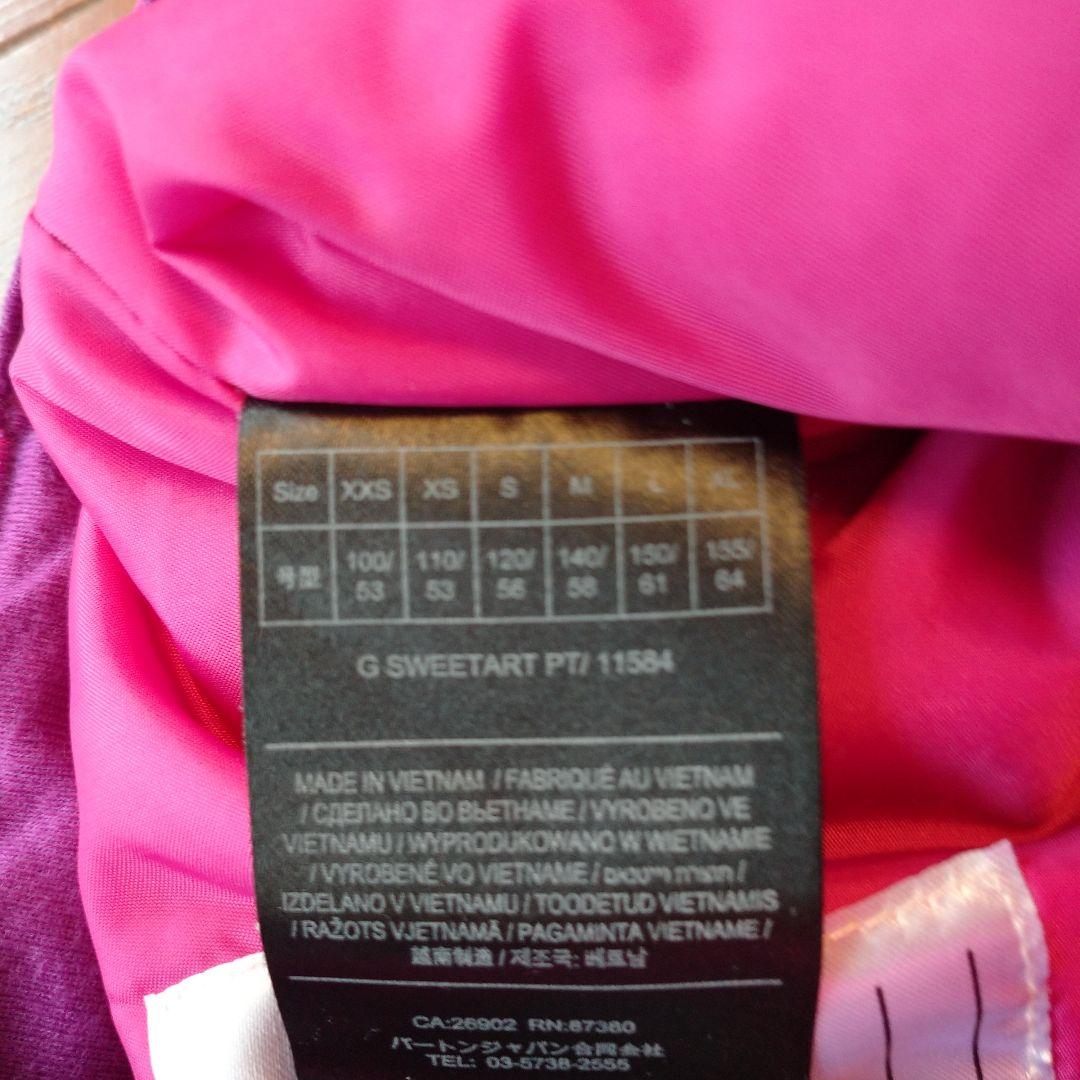 Size XXS XS S M L XL
号型 100/53 110/53 120/56 140/58 150/61 155/64
G SWEETART PT/ 11584
MADE IN VIETNAM / FABRIQUÉ AU VIETNAM
/ СДЕЛАНО ВО ВЬЕТНАМЕ / VYROBENO VE
VIETNAMU / WYPRODUKOWANO W WIETNAMIE
/ VYROBENÉ VO VIETNAME / /
IZDELANO V VIETNAMU / TOODETUD VIETNAMIS
/ RAŽOTS VJETNAMĀ / PAGAMINTA VIETNAME /
越南制造 / 제조국: 베트남
CA:26902 RN:87380
バートンジャパン合同会社
TEL: 03-5738-2555